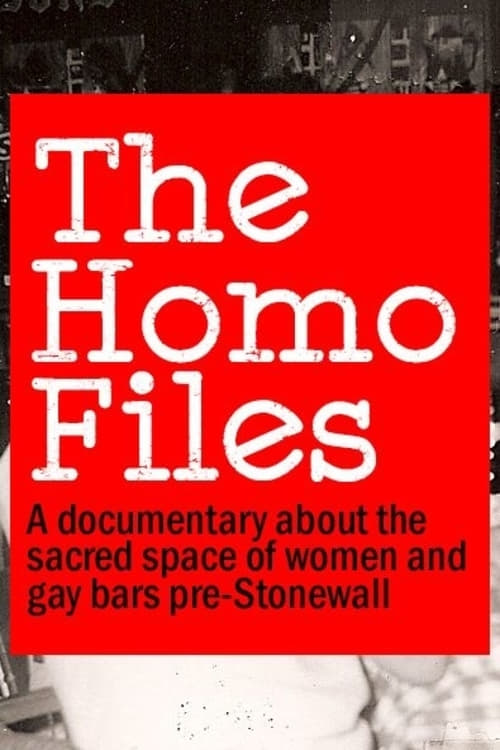 The
Homo
Files
A documentary about the
sacred space of women and
gay bars pre-Stonewall